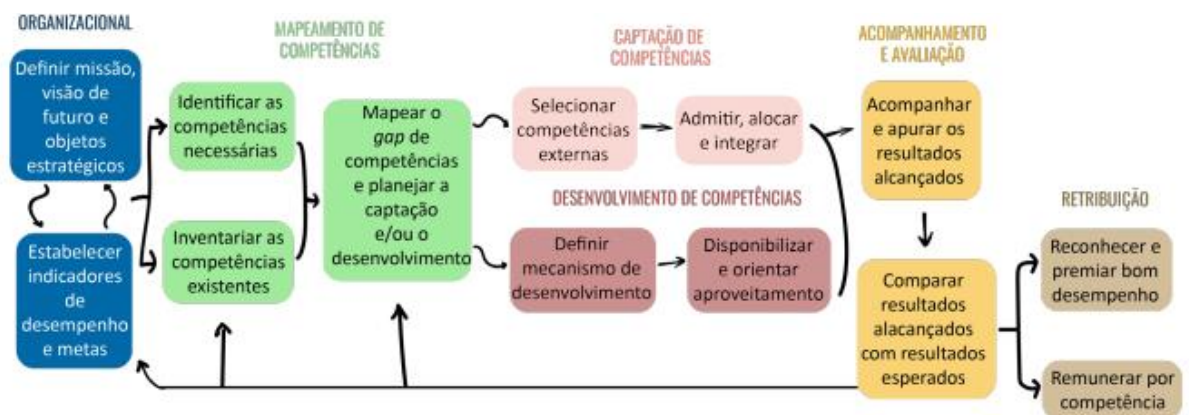 ORGANIZACIONAL
Definir missão,
visão de
futuro e
objetos
estratégicos
Estabelecer
indicadores
de
desempenho
e metas
MAPEAMENTO DE
COMPETÊNCIAS
Identificar as
competências
necessárias
Inventariar as
competências
existentes
Mapear o
gap de
competências
e planejar a
captação
e/ou o
desenvolvimento
CAPTAÇÃO DE
COMPETÊNCIAS
Selecionar
competências
externas
Admitir, alocar
e integrar
DESENVOLVIMENTO DE COMPETÊNCIAS
Definir
mecanismo de
desenvolvimento
Disponibilizar
e orientar
aproveitamento
ACOMPANHAMENTO
E AVALIAÇÃO
Acompanhar
e apurar os
resultados
alcançados
Comparar
resultados
alacançados
com resultados
esperados
RETRIBUIÇÃO
Reconhecer e
premiar bom
desempenho
Remunerar por
competência